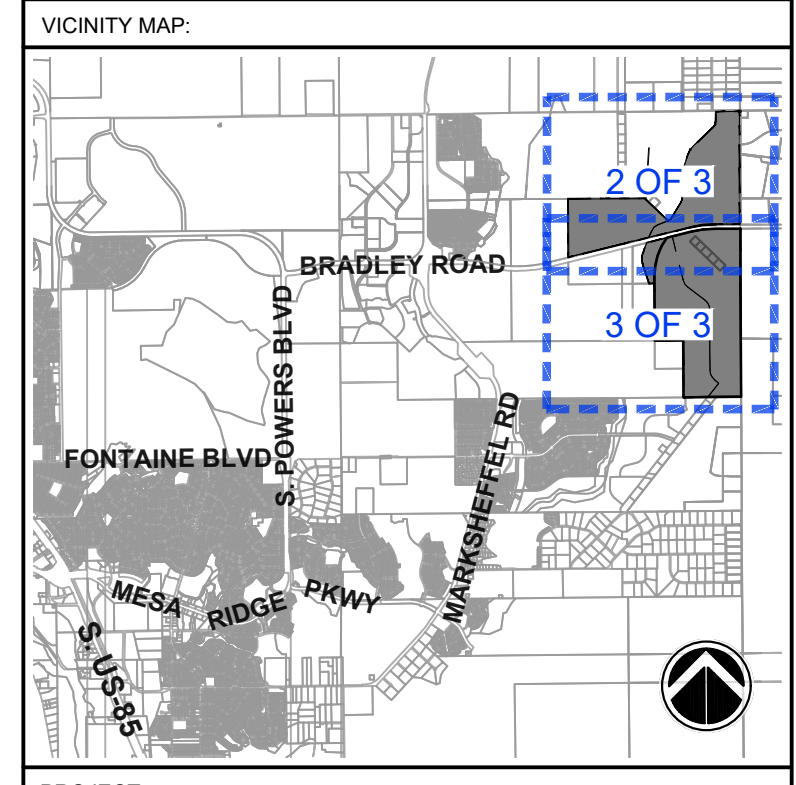 VICINITY MAP:
2 OF 3
BRADLEY ROAD
3 OF 3
S. POWERS BLVD
MARKSHEFFEL RD
FONTAINE BLVD
MESA RIDGE PKWY
S. US-85